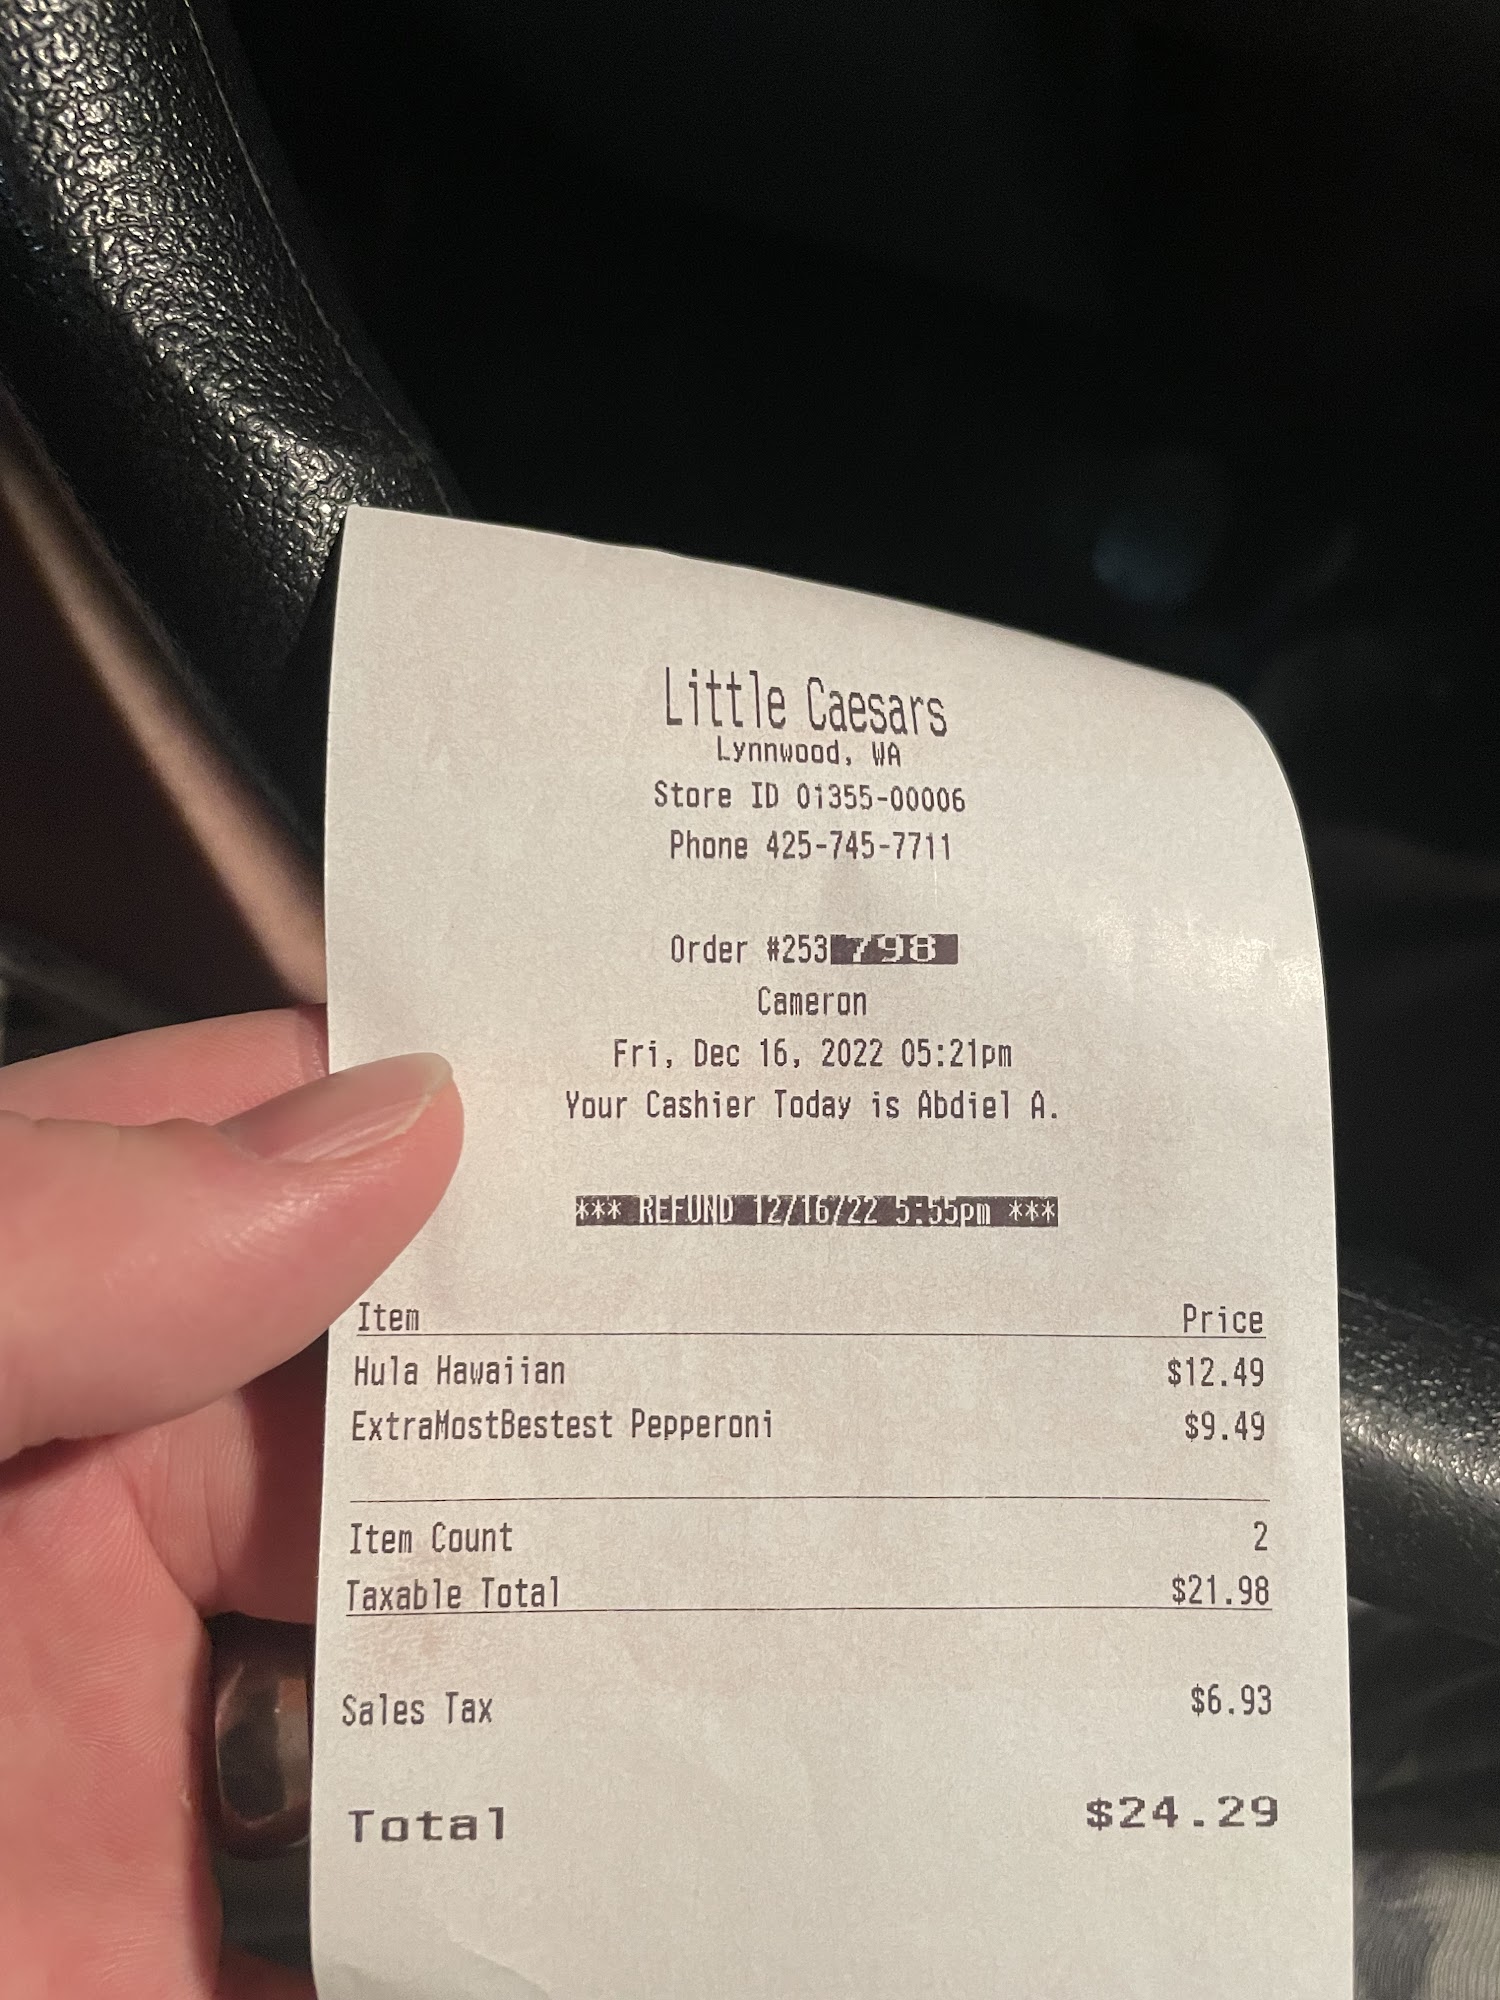 Little Caesars
Lynnwood, WA
Store ID 01355-00006
Phone 425-745-7711
Order #253798
Cameron
Fri, Dec 16, 2022 05:21pm
Your Cashier Today is Abdiel A.
*** REFUND 12/16/22 5:55pm ***
Item Price
Hula Hawaiian $12.49
ExtraMostBestest Pepperoni $9.49
Item Count 2
Taxable Total $21.98
Sales Tax $6.93
Total $24.29